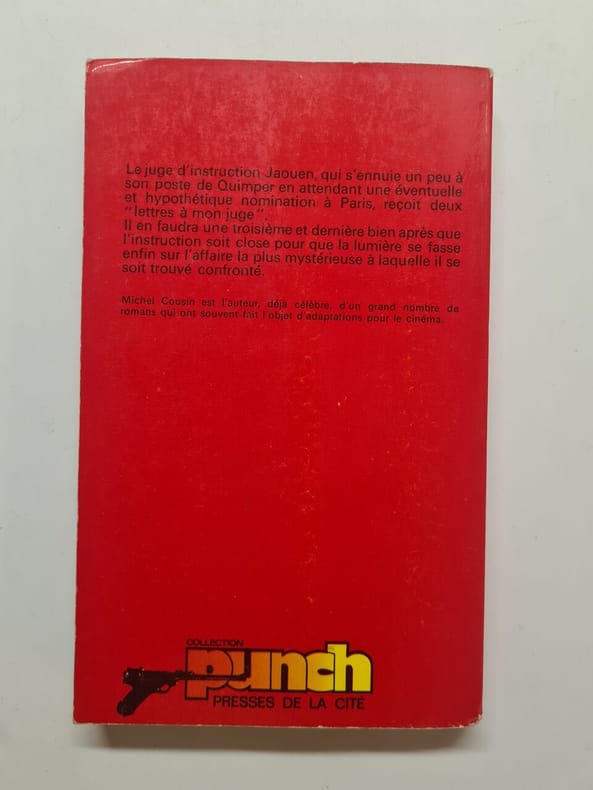 Le juge d'instruction Jaouen, qui s'ennuie un peu à
son poste de Quimper en attendant une éventuelle
et hypothétique nomination à Paris, reçoit deux
"lettres à mon juge".
Il en faudra une troisième et dernière bien après que
l'instruction soit close pour que la lumière se fasse
enfin sur l'affaire la plus mystérieuse à laquelle il se
soit trouvé confronté.
Michel Cousin est l'auteur, déjà célèbre, d'un grand nombre de
romans qui ont souvent fait l'objet d'adaptations pour le cinéma.
COLLECTION
punch
PRESSES DE LA CITÉ